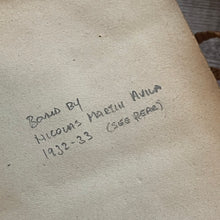 BOUND BY
NICOLAS MARTIN AVILA
1932-33 (SEE REAR)